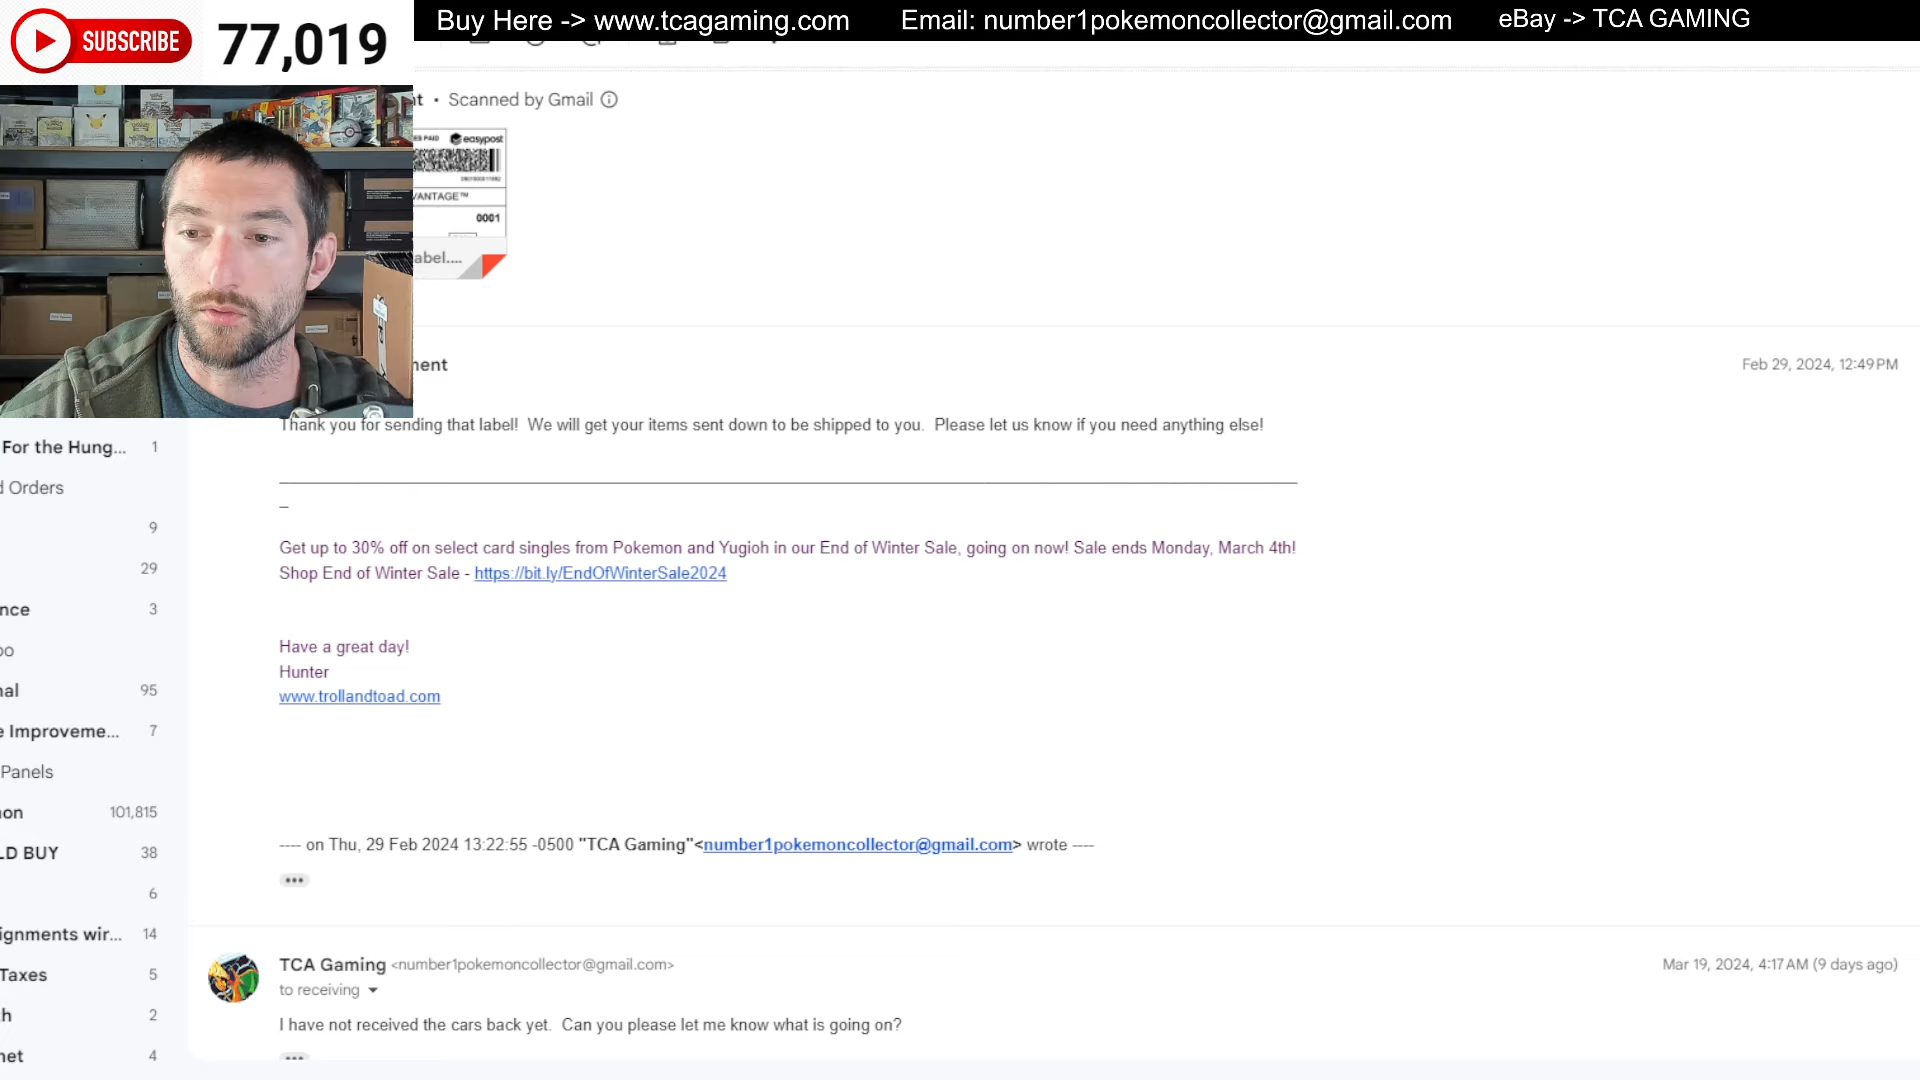 SUBSCRIBE 77,019
Buy Here -> www.tcagaming.com Email: number1pokemoncollector@gmail.com eBay -> TCA GAMING
• Scanned by Gmail
easypost
VANTAGE™
0001
abel....
Feb 29, 2024, 12:49 PM
Thank you for sending that label! We will get your items sent down to be shipped to you. Please let us know if you need anything else!
Get up to 30% off on select card singles from Pokemon and Yugioh in our End of Winter Sale, going on now! Sale ends Monday, March 4th!
Shop End of Winter Sale - https://bit.ly/EndOfWinterSale2024
Have a great day!
Hunter
www.trollandtoad.com
---- on Thu, 29 Feb 2024 13:22:55 -0500 "TCA Gaming"<number1pokemoncollector@gmail.com> wrote ----
TCA Gaming <number1pokemoncollector@gmail.com>
Mar 19, 2024, 4:17 AM (9 days ago)
to receiving
I have not received the cars back yet. Can you please let me know what is going on?
For the Hung... 1
d Orders
9
29
nce 3
oo
nal 95
e Improveme... 7
Panels
non 101,815
LD BUY 38
6
ignments wir... 14
Taxes 5
th 2
net 4